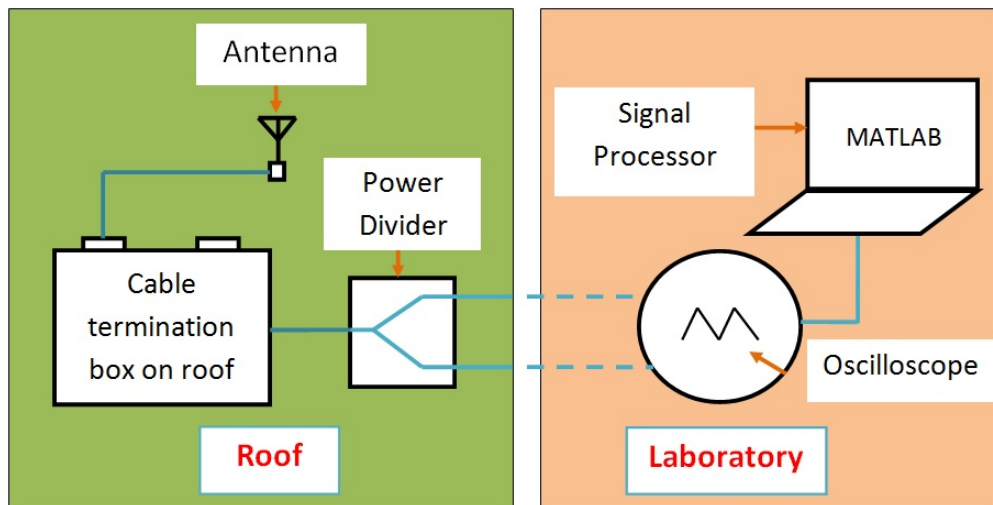 Antenna
Power
Divider
Cable
termination
box on roof
Roof
Signal
Processor
MATLAB
Oscilloscope
Laboratory